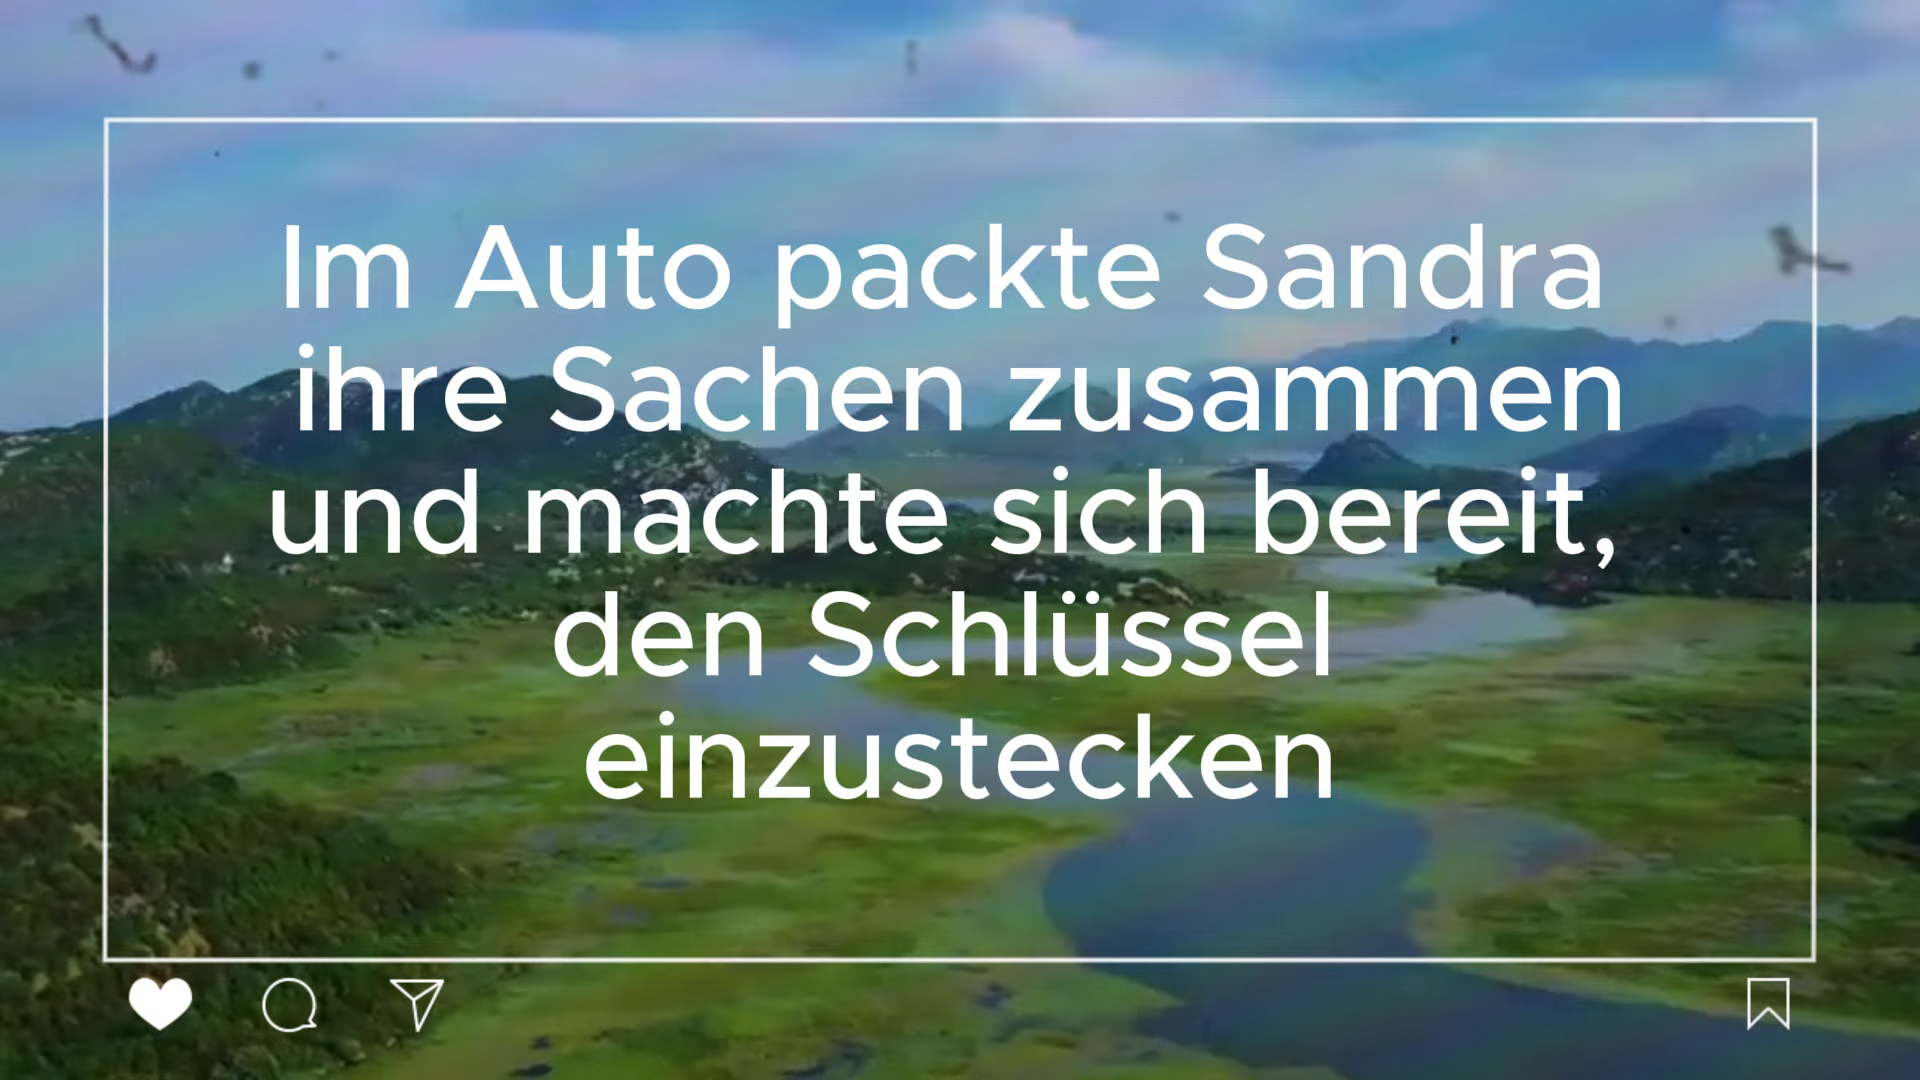 Im Auto packte Sandra
ihre Sachen zusammen
und machte sich bereit,
den Schlüssel
einzustecken